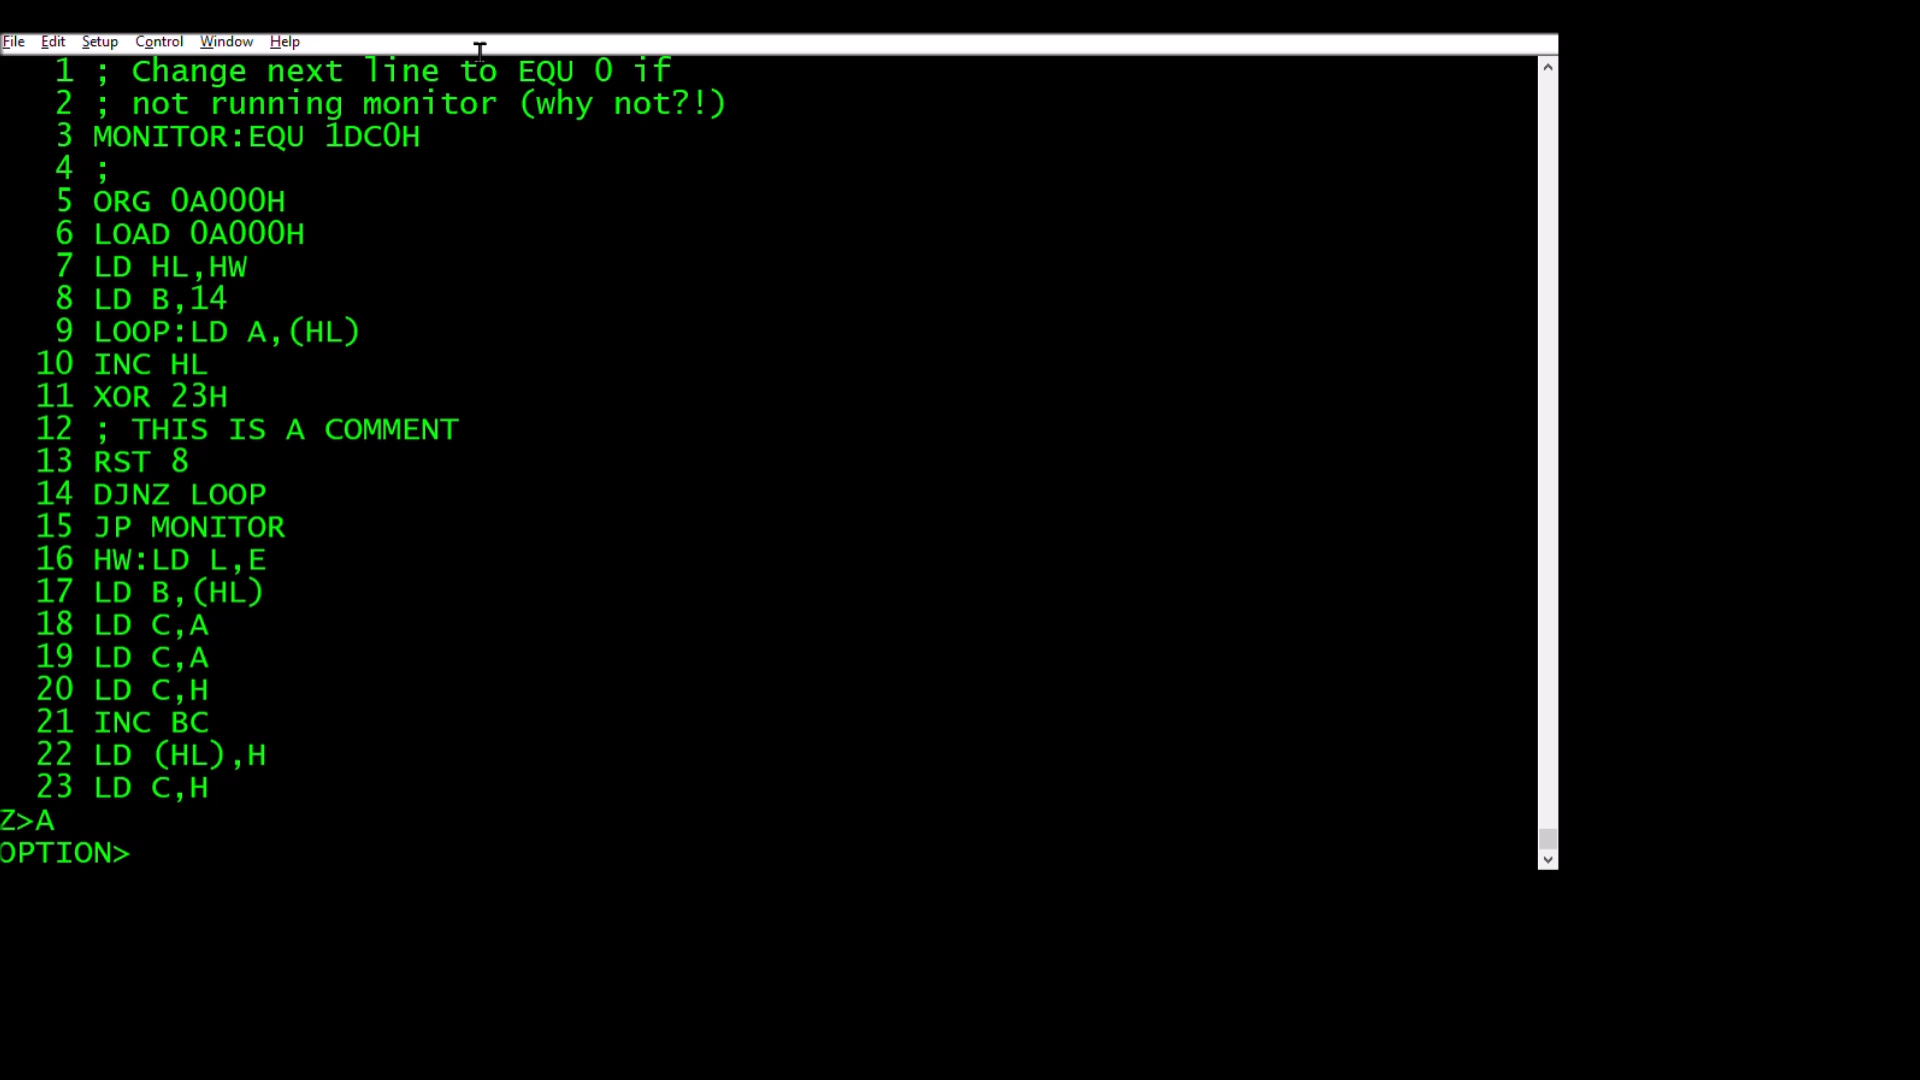 File Edit Setup Control Window Help
1 ; Change next line to EQU 0 if
2 ; not running monitor (why not?!)
3 MONITOR:EQU 1DC0H
4 ;
5 ORG 0A000H
6 LOAD 0A000H
7 LD HL,HW
8 LD B,14
9 LOOP:LD A,(HL)
10 INC HL
11 XOR 23H
12 ; THIS IS A COMMENT
13 RST 8
14 DJNZ LOOP
15 JP MONITOR
16 HW:LD L,E
17 LD B,(HL)
18 LD C,A
19 LD C,A
20 LD C,H
21 INC BC
22 LD (HL),H
23 LD C,H
Z>A
OPTION>